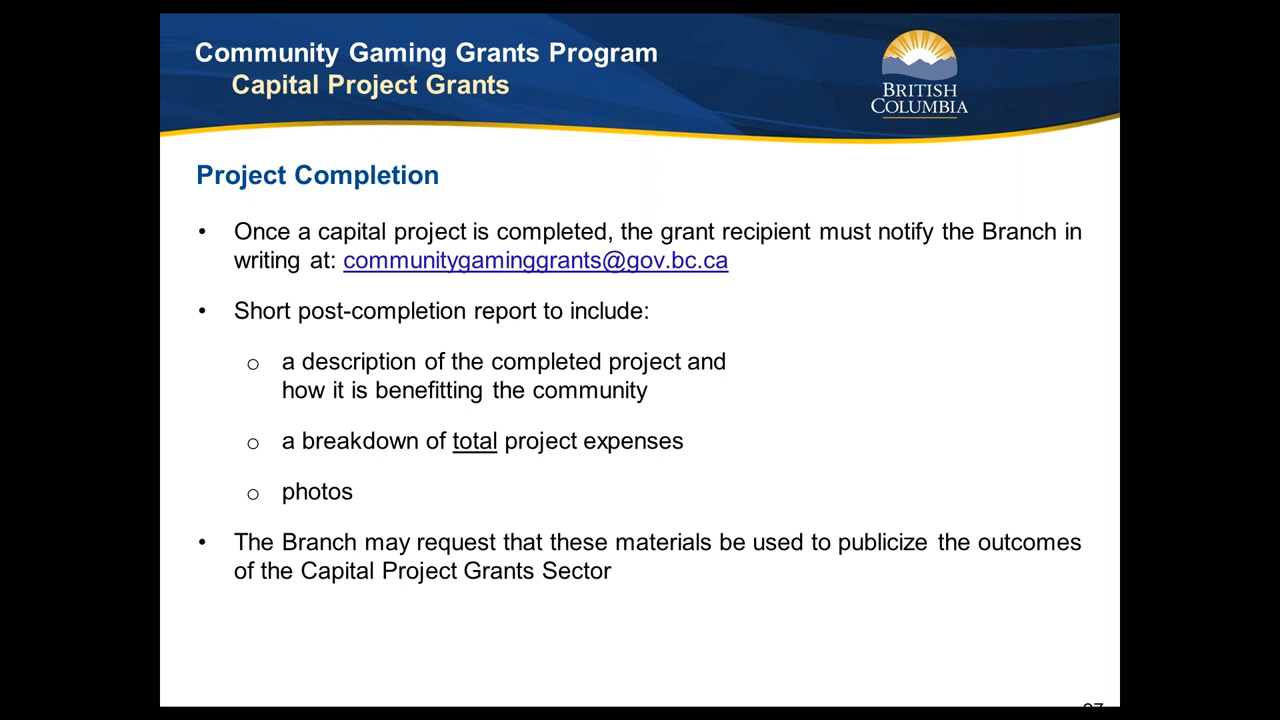 Community Gaming Grants Program
Capital Project Grants
BRITISH
COLUMBIA
Project Completion
• Once a capital project is completed, the grant recipient must notify the Branch in
writing at: communitygaminggrants@gov.bc.ca
• Short post-completion report to include:
o a description of the completed project and
how it is benefitting the community
o a breakdown of total project expenses
o photos
• The Branch may request that these materials be used to publicize the outcomes
of the Capital Project Grants Sector